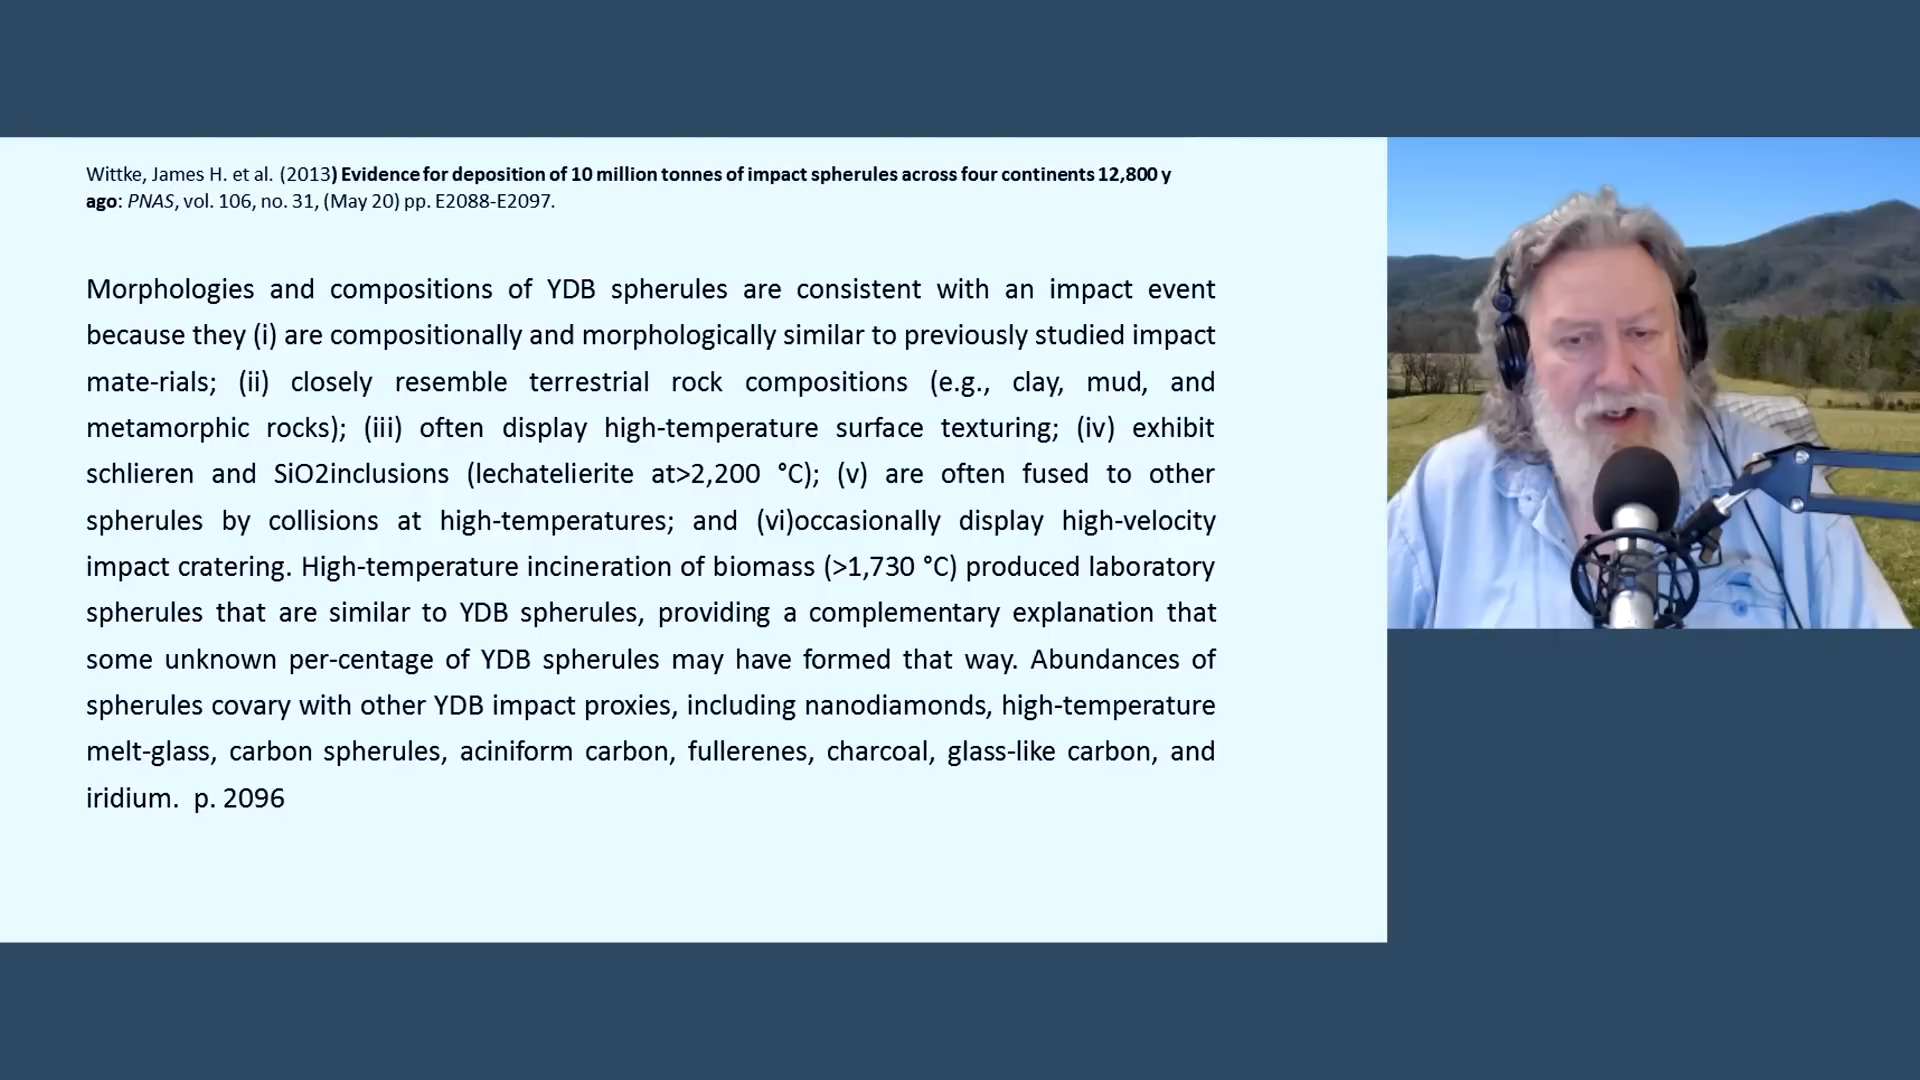 Wittke, James H. et al. (2013) Evidence for deposition of 10 million tonnes of impact spherules across four continents 12,800 y
ago: PNAS, vol. 106, no. 31, (May 20) pp. E2088-E2097.
Morphologies and compositions of YDB spherules are consistent with an impact event
because they (i) are compositionally and morphologically similar to previously studied impact
mate-rials; (ii) closely resemble terrestrial rock compositions (e.g., clay, mud, and
metamorphic rocks); (iii) often display high-temperature surface texturing; (iv) exhibit
schlieren and SiO2inclusions (lechatelierite at>2,200 °C); (v) are often fused to other
spherules by collisions at high-temperatures; and (vi)occasionally display high-velocity
impact cratering. High-temperature incineration of biomass (>1,730 °C) produced laboratory
spherules that are similar to YDB spherules, providing a complementary explanation that
some unknown per-centage of YDB spherules may have formed that way. Abundances of
spherules covary with other YDB impact proxies, including nanodiamonds, high-temperature
melt-glass, carbon spherules, aciniform carbon, fullerenes, charcoal, glass-like carbon, and
iridium. p. 2096